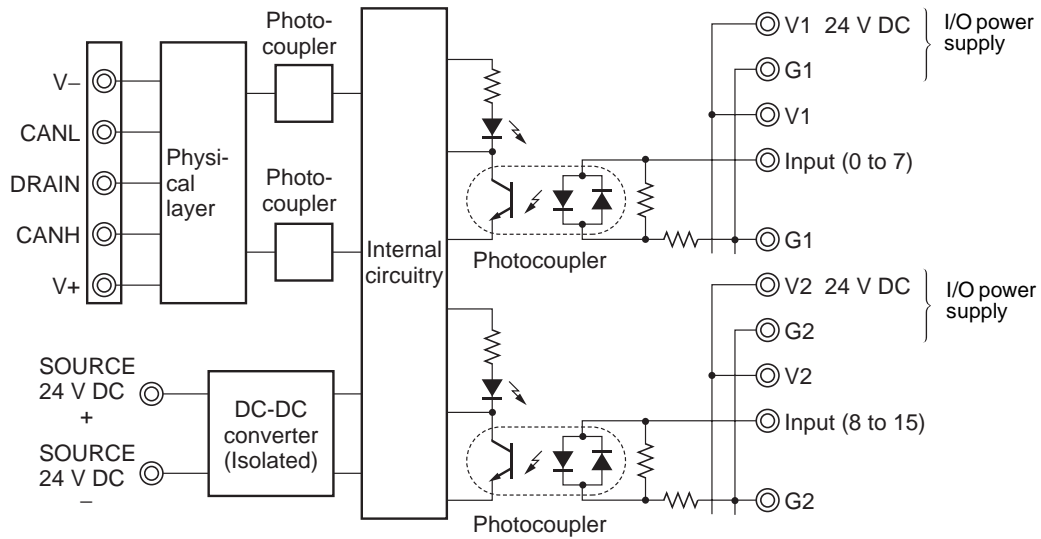 V–
CANL
DRAIN
CANH
V+
Physi-
cal
layer
Photo-
coupler
Photo-
coupler
Internal
circuitry
SOURCE
24 V DC
+
SOURCE
24 V DC
–
DC-DC
converter
(Isolated)
Photocoupler
V1 24 V DC
I/O power
supply
G1
V1
Input (0 to 7)
G1
Photocoupler
V2 24 V DC
I/O power
supply
G2
V2
Input (8 to 15)
G2